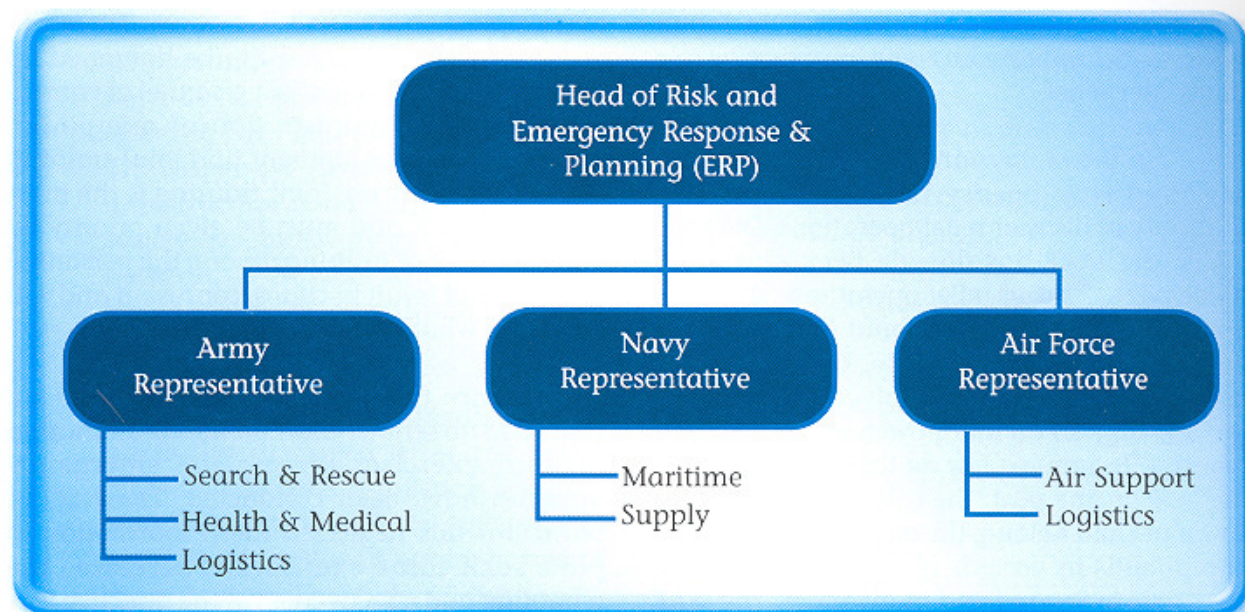 Head of Risk and
Emergency Response &
Planning (ERP)
Army
Representative
Navy
Representative
Air Force
Representative
Search & Rescue
Health & Medical
Logistics
Maritime
Supply
Air Support
Logistics